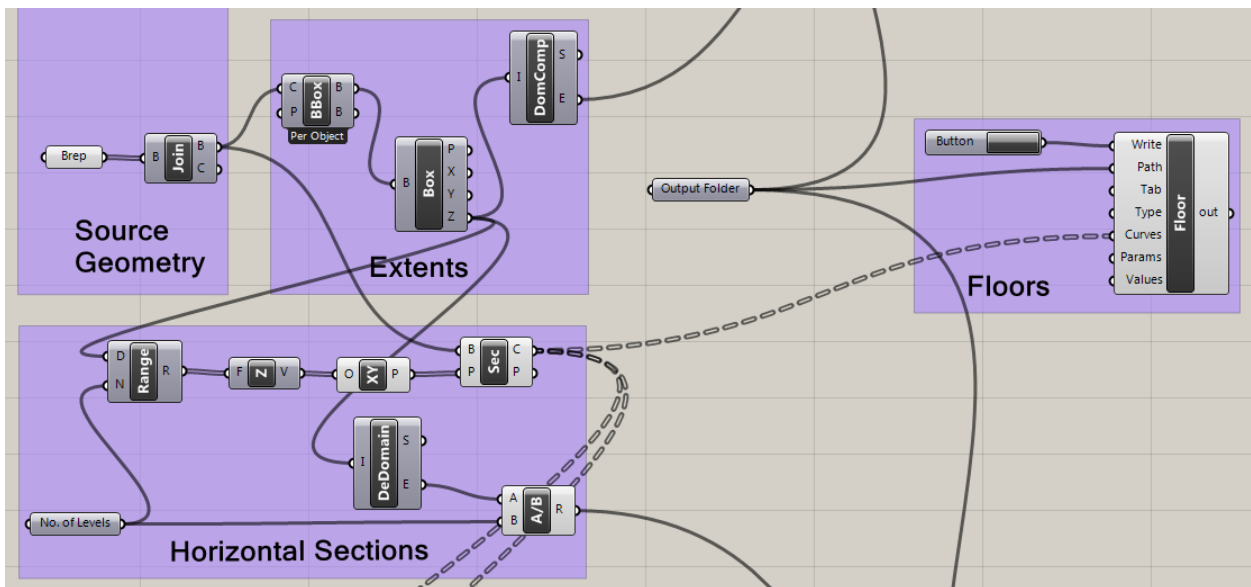 Brep
B
Join
B
C
Source
Geometry
C
P
BBox
B
B
Per Object
B
Box
P
X
Y
Z
I
DomComp
S
E
Extents
Output Folder
Button
Write
Path
Tab
Type
Curves
Params
Values
Floor
out
Floors
D
N
Range
R
F
Z
V
O
XY
P
B
P
Sec
C
P
I
DeDomain
S
E
No. of Levels
A
B
A/B
R
Horizontal Sections